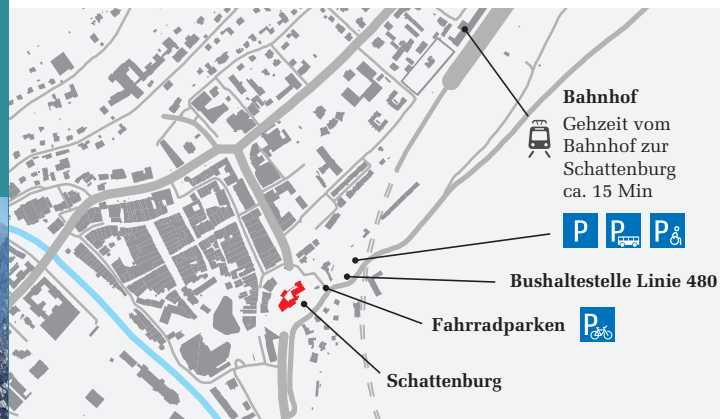 Bahnhof
Gehzeit vom
Bahnhof zur
Schattenburg
ca. 15 Min
P P P
Bushaltestelle Linie 480
Fahrradparken P
Schattenburg